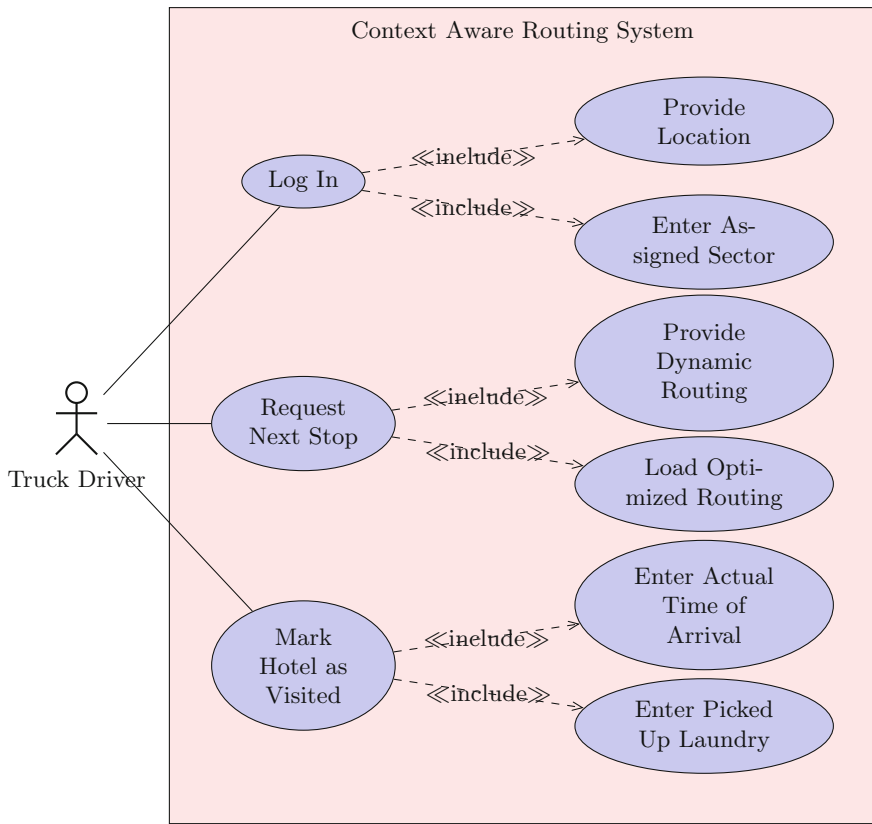 Context Aware Routing System
Provide
Location
≪include≫
Log In
≪include≫
Enter As-
signed Sector
Provide
Dynamic
Routing
≪include≫
Request
Next Stop
≪include≫
Load Opti-
mized Routing
Truck Driver
Enter Actual
Time of
Arrival
≪include≫
Mark
Hotel as
Visited
≪include≫
Enter Picked
Up Laundry